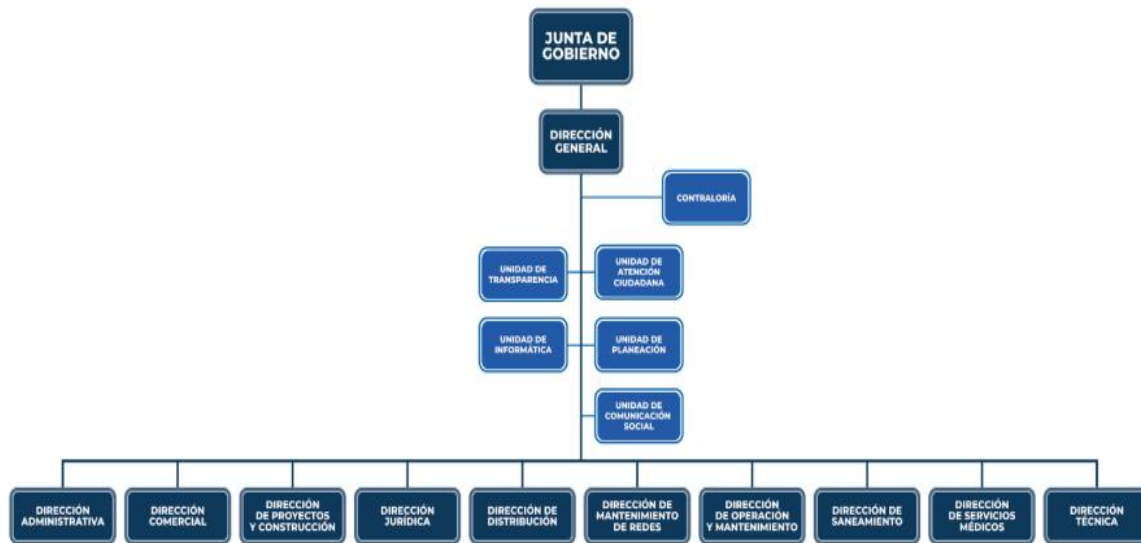 JUNTA DE
GOBIERNO
DIRECCIÓN
GENERAL
CONTRALORÍA
UNIDAD DE
TRANSPARENCIA
UNIDAD DE
ATENCIÓN
CIUDADANA
UNIDAD DE
INFORMÁTICA
UNIDAD DE
PLANEACIÓN
UNIDAD DE
COMUNICACIÓN
SOCIAL
DIRECCIÓN
ADMINISTRATIVA
DIRECCIÓN
COMERCIAL
DIRECCIÓN
DE PROYECTOS
Y CONSTRUCCIÓN
DIRECCIÓN
JURÍDICA
DIRECCIÓN DE
DISTRIBUCIÓN
DIRECCIÓN DE
MANTENIMIENTO
DE REDES
DIRECCIÓN
DE OPERACIÓN
Y MANTENIMIENTO
DIRECCIÓN DE
SANEAMIENTO
DIRECCIÓN
DE SERVICIOS
MÉDICOS
DIRECCIÓN
TÉCNICA